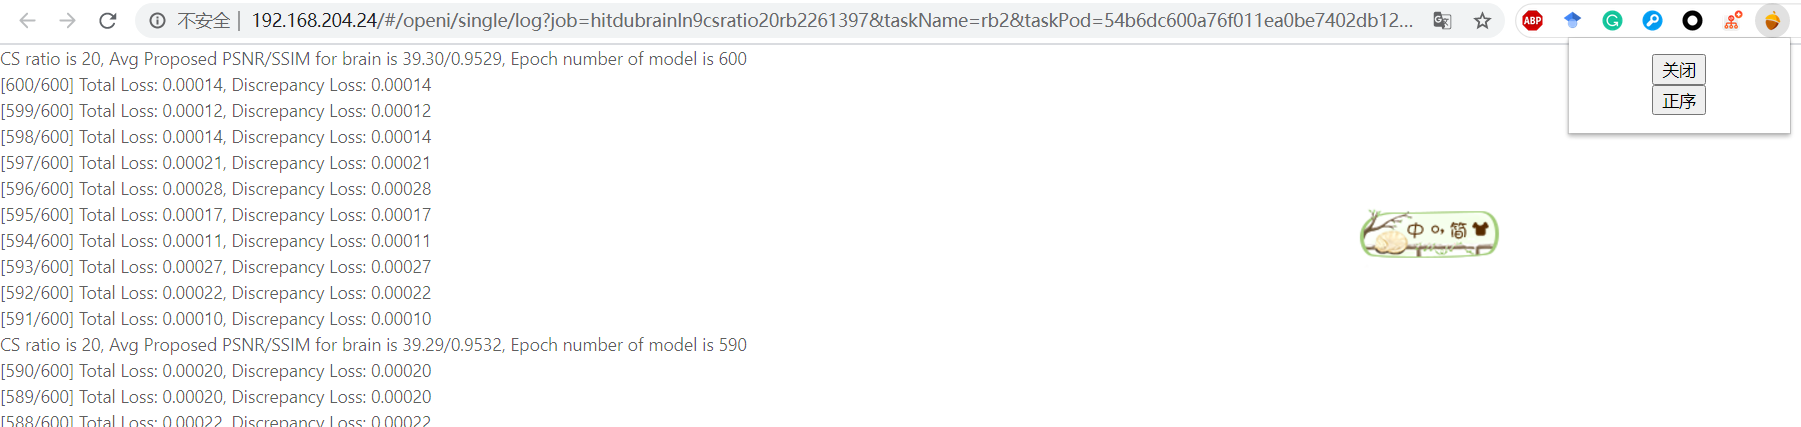 不安全 | 192.168.204.24/#/openi/single/log?job=hitdubrainln9csratio20rb2261397&taskName=rb2&taskPod=54b6dc600a76f011ea0be7402db12...
ABP
关闭
正序
CS ratio is 20, Avg Proposed PSNR/SSIM for brain is 39.30/0.9529, Epoch number of model is 600
[600/600] Total Loss: 0.00014, Discrepancy Loss: 0.00014
[599/600] Total Loss: 0.00012, Discrepancy Loss: 0.00012
[598/600] Total Loss: 0.00014, Discrepancy Loss: 0.00014
[597/600] Total Loss: 0.00021, Discrepancy Loss: 0.00021
[596/600] Total Loss: 0.00028, Discrepancy Loss: 0.00028
[595/600] Total Loss: 0.00017, Discrepancy Loss: 0.00017
[594/600] Total Loss: 0.00011, Discrepancy Loss: 0.00011
中 简
[593/600] Total Loss: 0.00027, Discrepancy Loss: 0.00027
[592/600] Total Loss: 0.00022, Discrepancy Loss: 0.00022
[591/600] Total Loss: 0.00010, Discrepancy Loss: 0.00010
CS ratio is 20, Avg Proposed PSNR/SSIM for brain is 39.29/0.9532, Epoch number of model is 590
[590/600] Total Loss: 0.00020, Discrepancy Loss: 0.00020
[589/600] Total Loss: 0.00020, Discrepancy Loss: 0.00020
[588/600] Total Loss: 0.00022, Discrepancy Loss: 0.00022